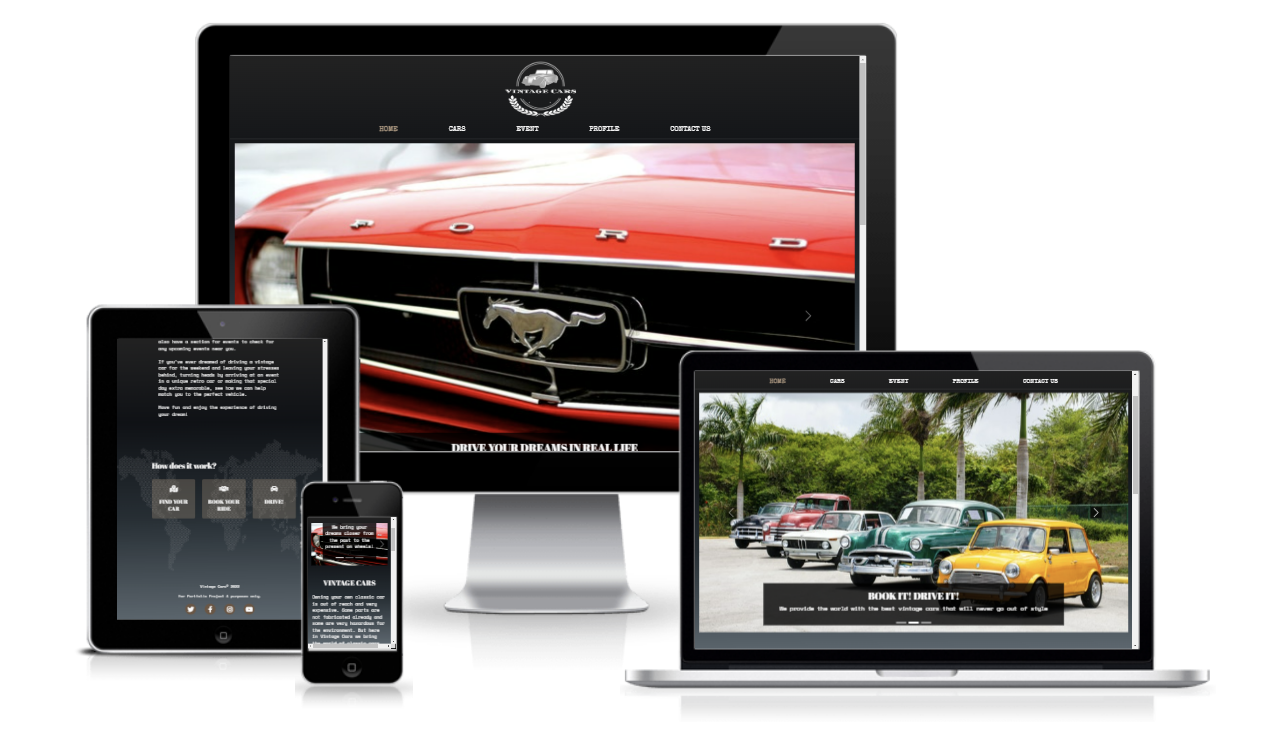 VINTAGE CARS
HOME CARS EVENT PROFILE CONTACT US
FORD
DRIVE YOUR DREAMS IN REAL LIFE
also have a section for events to check for
any upcoming events near you.
If you've ever dreamed of driving a vintage
car for the weekend and leaving your stresses
behind, turning heads by arriving at an event
in a unique retro car or making that special
day extra memorable, see how we can help
match you to the perfect vehicle.
Have fun and enjoy the experience of driving
your dream!
How does it work?
FIND YOUR
CAR
BOOK YOUR
RIDE
DRIVE!
Vintage Cars©
for Portfolio Project 2 purposes only.
We bring your
dreams closer from
the past to the
present on wheels!
VINTAGE CARS
Owning your own classic car
is out of reach and very
expensive. Some parts are
not fabricated already and
some are very hazardous for
the environment. But here
in Vintage Cars we bring
the world of classic cars
HOME CARS EVENT PROFILE CONTACT US
BOOK IT! DRIVE IT!
We provide the world with the best vintage cars that will never go out of style